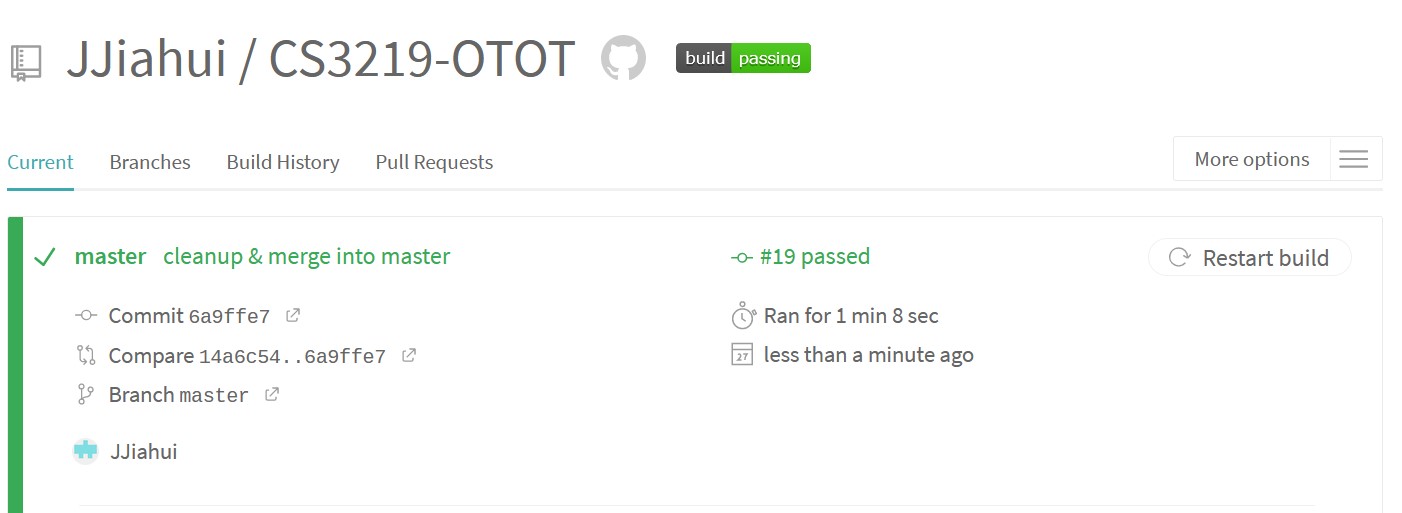 JJiahui / CS3219-OTOT build passing
Current Branches Build History Pull Requests More options
master cleanup & merge into master #19 passed Restart build
Commit 6a9ffe7 Ran for 1 min 8 sec
27
Compare 14a6c54..6a9ffe7 less than a minute ago
Branch master
JJiahui